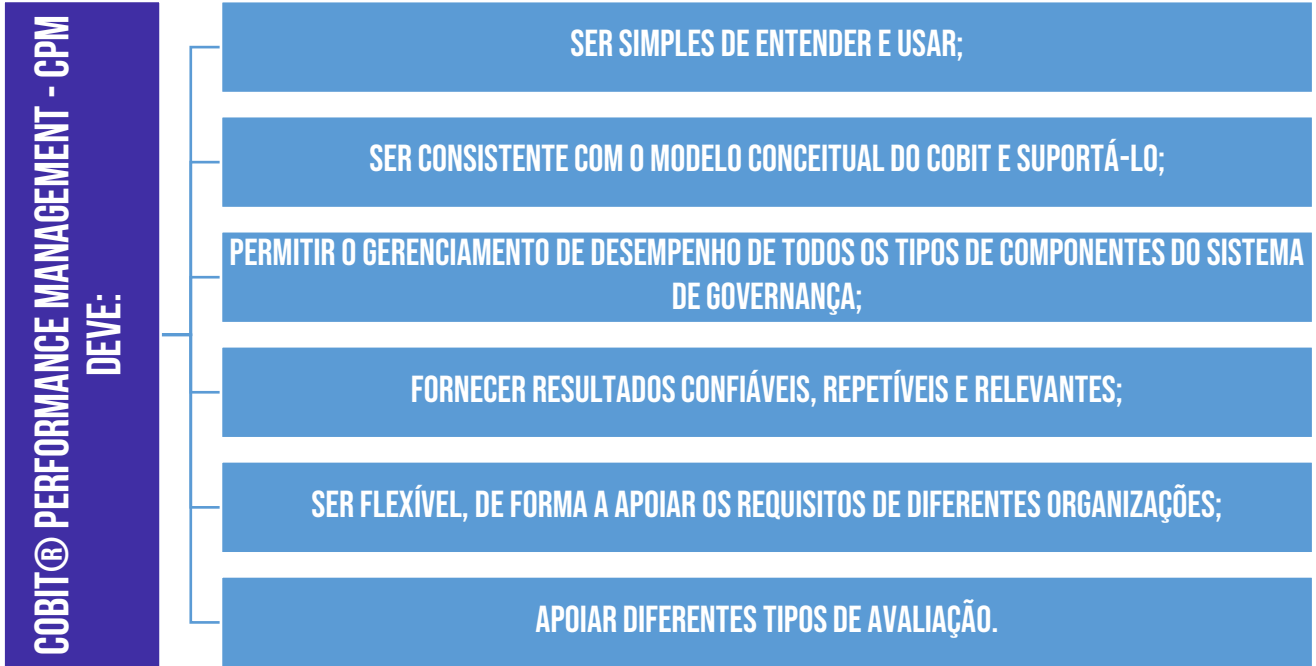 COBIT® PERFORMANCE MANAGEMENT - CPM
DEVE:
SER SIMPLES DE ENTENDER E USAR;
SER CONSISTENTE COM O MODELO CONCEITUAL DO COBIT E SUPORTÁ-LO;
PERMITIR O GERENCIAMENTO DE DESEMPENHO DE TODOS OS TIPOS DE COMPONENTES DO SISTEMA
DE GOVERNANÇA;
FORNECER RESULTADOS CONFIÁVEIS, REPETÍVEIS E RELEVANTES;
SER FLEXÍVEL, DE FORMA A APOIAR OS REQUISITOS DE DIFERENTES ORGANIZAÇÕES;
APOIAR DIFERENTES TIPOS DE AVALIAÇÃO.